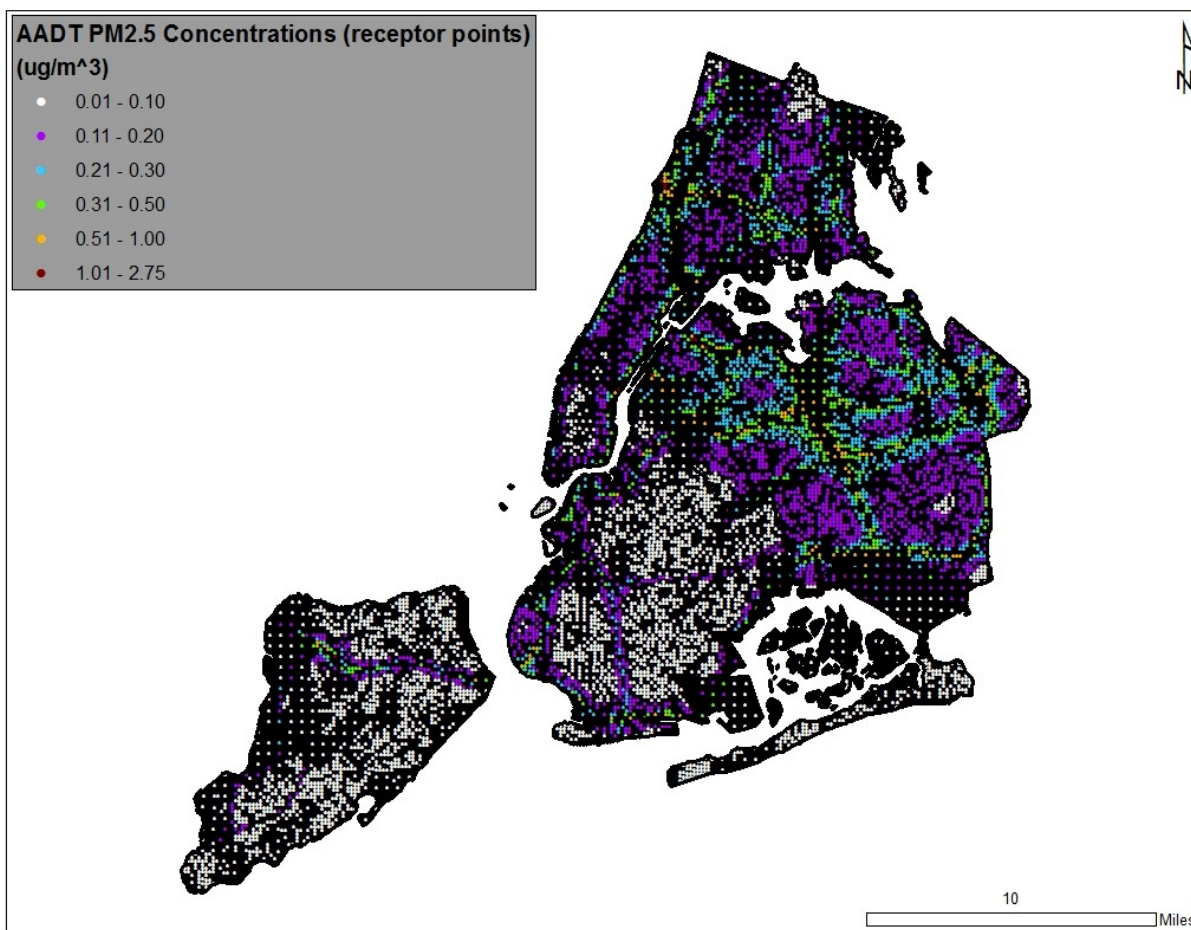 AADT PM2.5 Concentrations (receptor points)
(ug/m^3)
0.01 - 0.10
0.11 - 0.20
0.21 - 0.30
0.31 - 0.50
0.51 - 1.00
1.01 - 2.75
N
10
Miles